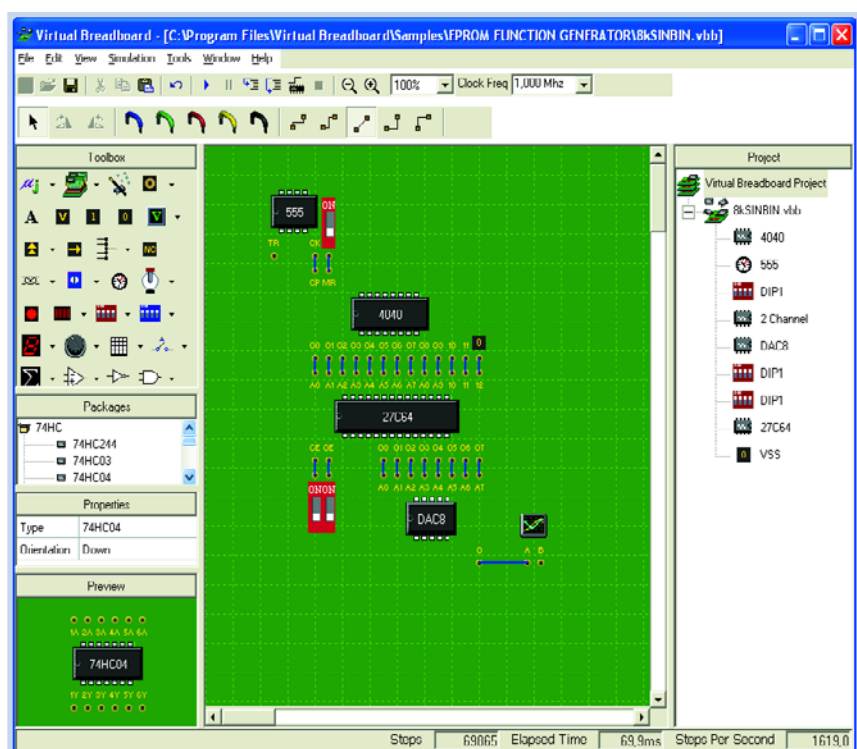 Virtual Breadboard - [C:\Program Files\Virtual Breadboard\Samples\EPROM FUNCTION GENERATOR\8kSINBIN.vbb]
File Edit View Simulation Tools Window Help
100% Clock Freq 1,000 Mhz
Toolbox
A V 1 0 V
NC
Packages
74HC
74HC244
74HC03
74HC04
Properties
Type 74HC04
Orientation Down
Preview
1A 2A 3A 4A 5A 6A
74HC04
1Y 2Y 3Y 4Y 5Y 6Y
555
ON
TR CK
CP MR
4040
O0 O1 O2 O3 O4 O5 O6 O7 O8 O9 10 11 0
A0 A1 A2 A3 A4 A5 A6 A7 A8 A9 10 11 12
27C64
CE OE O0 O1 O2 O3 O4 O5 O6 O7
A0 A1 A2 A3 A4 A5 A6 A7
ON ON
DAC8
O A B
Project
Virtual Breadboard Project
8kSINBIN.vbb
4040
555
DIP1
2 Channel
DAC8
DIP1
DIP1
27C64
VSS
Steps 69065 Elapsed Time 69,9ms Steps Per Second 1619,0